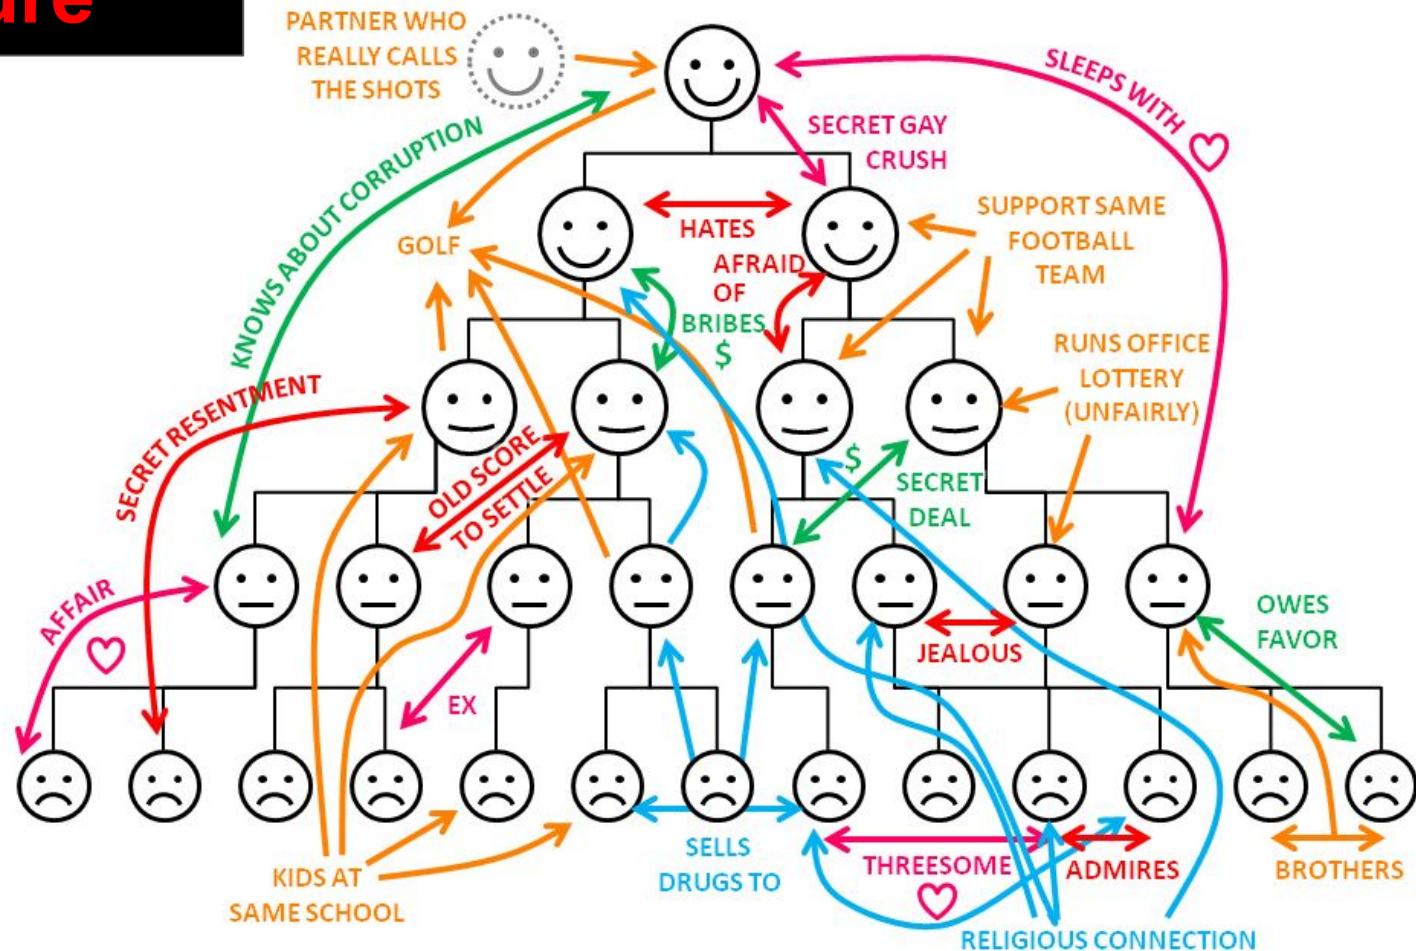 ure
PARTNER WHO
REALLY CALLS
THE SHOTS
SLEEPS WITH
SECRET GAY
CRUSH
KNOWS ABOUT CORRUPTION
HATES
GOLF
SUPPORT SAME
FOOTBALL
TEAM
AFRAID
OF
BRIBES
$
RUNS OFFICE
LOTTERY
(UNFAIRLY)
SECRET RESENTMENT
OLD SCORE
TO SETTLE
$
SECRET
DEAL
AFFAIR
OWES
FAVOR
JEALOUS
EX
SELLS
DRUGS TO
THREESOME
ADMIRES
BROTHERS
KIDS AT
SAME SCHOOL
RELIGIOUS CONNECTION